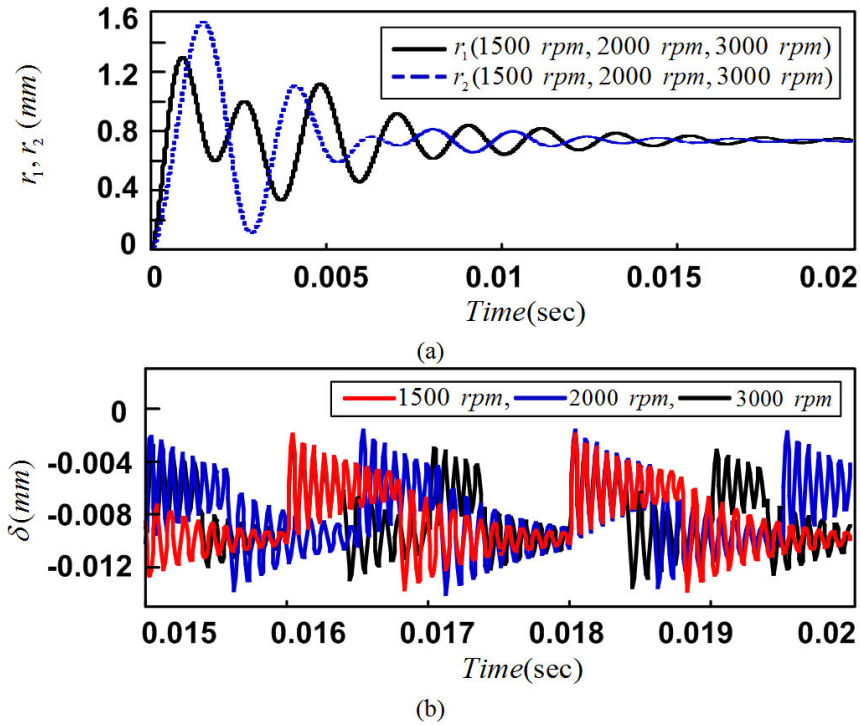 1.6
1.2
0.8
0.4
0
r₁, r₂ (mm)
r₁(1500 rpm, 2000 rpm, 3000 rpm)
r₂(1500 rpm, 2000 rpm, 3000 rpm)
0 0.005 0.01 0.015 0.02
Time(sec)
(a)
0
-0.004
-0.008
-0.012
δ(mm)
1500 rpm, 2000 rpm, 3000 rpm
0.015 0.016 0.017 0.018 0.019 0.02
Time(sec)
(b)